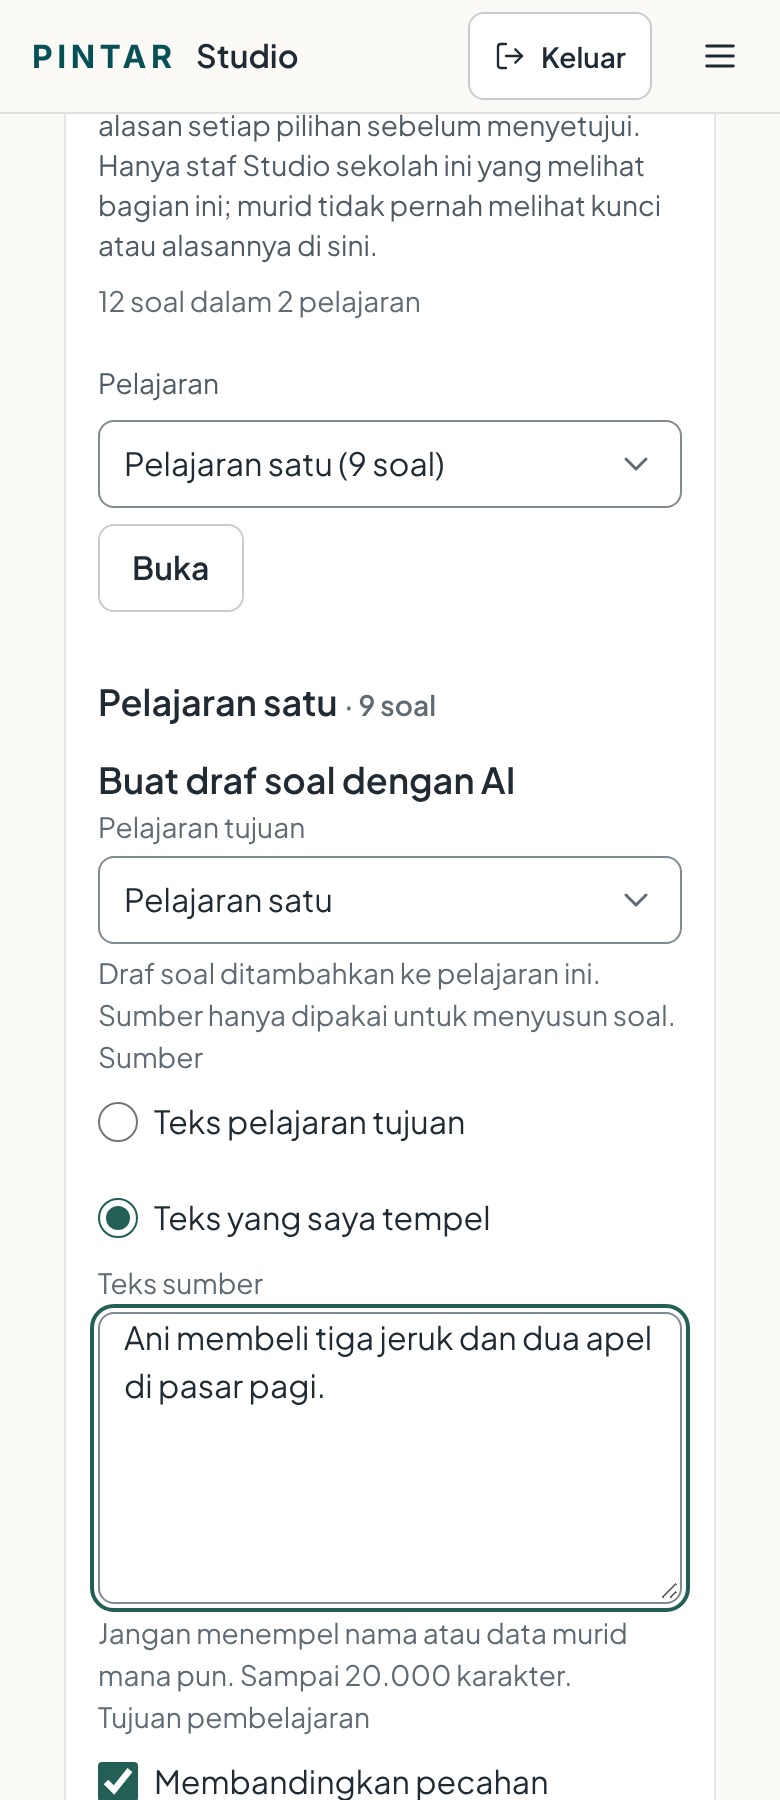 PINTAR Studio
Keluar
alasan setiap pilihan sebelum menyetujui.
Hanya staf Studio sekolah ini yang melihat
bagian ini; murid tidak pernah melihat kunci
atau alasannya di sini.
12 soal dalam 2 pelajaran
Pelajaran
Pelajaran satu (9 soal)
Buka
Pelajaran satu · 9 soal
Buat draf soal dengan AI
Pelajaran tujuan
Pelajaran satu
Draf soal ditambahkan ke pelajaran ini.
Sumber hanya dipakai untuk menyusun soal.
Sumber
Teks pelajaran tujuan
Teks yang saya tempel
Teks sumber
Ani membeli tiga jeruk dan dua apel
di pasar pagi.
Jangan menempel nama atau data murid
mana pun. Sampai 20.000 karakter.
Tujuan pembelajaran
Membandingkan pecahan